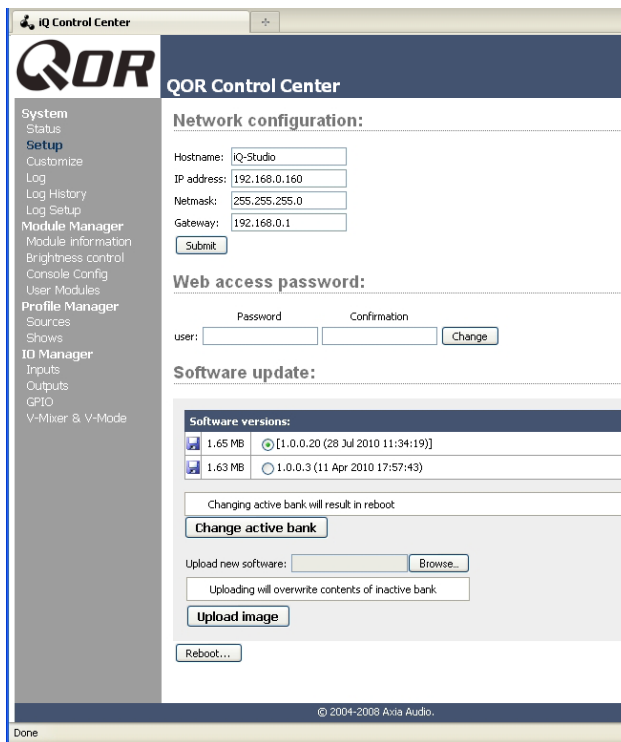 iQ Control Center
QOR
QOR Control Center
System
Status
Setup
Customize
Log
Log History
Log Setup
Module Manager
Module information
Brightness control
Console Config
User Modules
Profile Manager
Sources
Shows
IO Manager
Inputs
Outputs
GPIO
V-Mixer & V-Mode
Network configuration:
Hostname: iQ-Studio
IP address: 192.168.0.160
Netmask: 255.255.255.0
Gateway: 192.168.0.1
Submit
Web access password:
Password Confirmation
user: Change
Software update:
Software versions:
1.65 MB [1.0.0.20 (28 Jul 2010 11:34:19)]
1.63 MB 1.0.0.3 (11 Apr 2010 17:57:43)
Changing active bank will result in reboot
Change active bank
Upload new software: Browse...
Uploading will overwrite contents of inactive bank
Upload image
Reboot...
© 2004-2008 Axia Audio.
Done